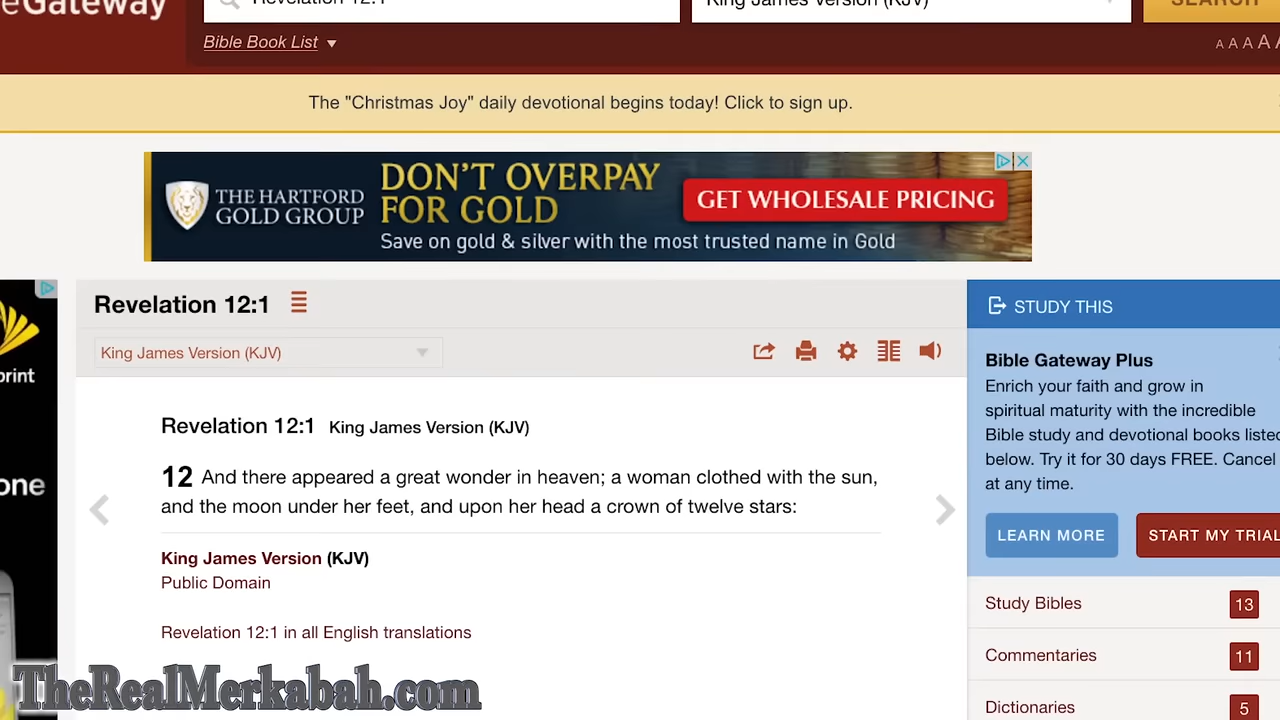 eGateway
Revelation 12:1
King James Version (KJV)
SEARCH
Bible Book List
A A A A A
The "Christmas Joy" daily devotional begins today! Click to sign up.
THE HARTFORD
GOLD GROUP
DON'T OVERPAY
FOR GOLD
GET WHOLESALE PRICING
Save on gold & silver with the most trusted name in Gold
Revelation 12:1
King James Version (KJV)
Revelation 12:1 King James Version (KJV)
12 And there appeared a great wonder in heaven; a woman clothed with the sun,
and the moon under her feet, and upon her head a crown of twelve stars:
King James Version (KJV)
Public Domain
Revelation 12:1 in all English translations
print
one
STUDY THIS
Bible Gateway Plus
Enrich your faith and grow in
spiritual maturity with the incredible
Bible study and devotional books listed
below. Try it for 30 days FREE. Cancel
at any time.
LEARN MORE
START MY TRIAL
Study Bibles 13
Commentaries 11
Dictionaries 5
TheRealMerkabah.com